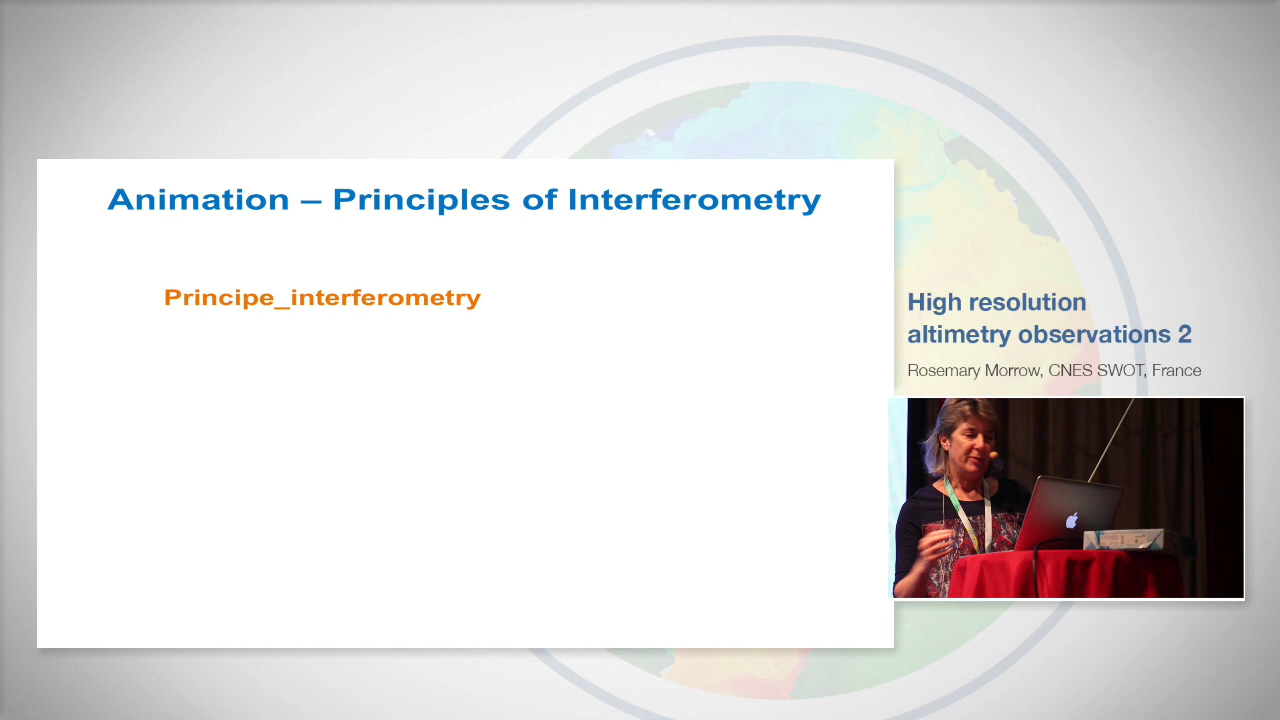 Animation – Principles of Interferometry
Principe_interferometry
High resolution
altimetry observations 2
Rosemary Morrow, CNES SWOT, France